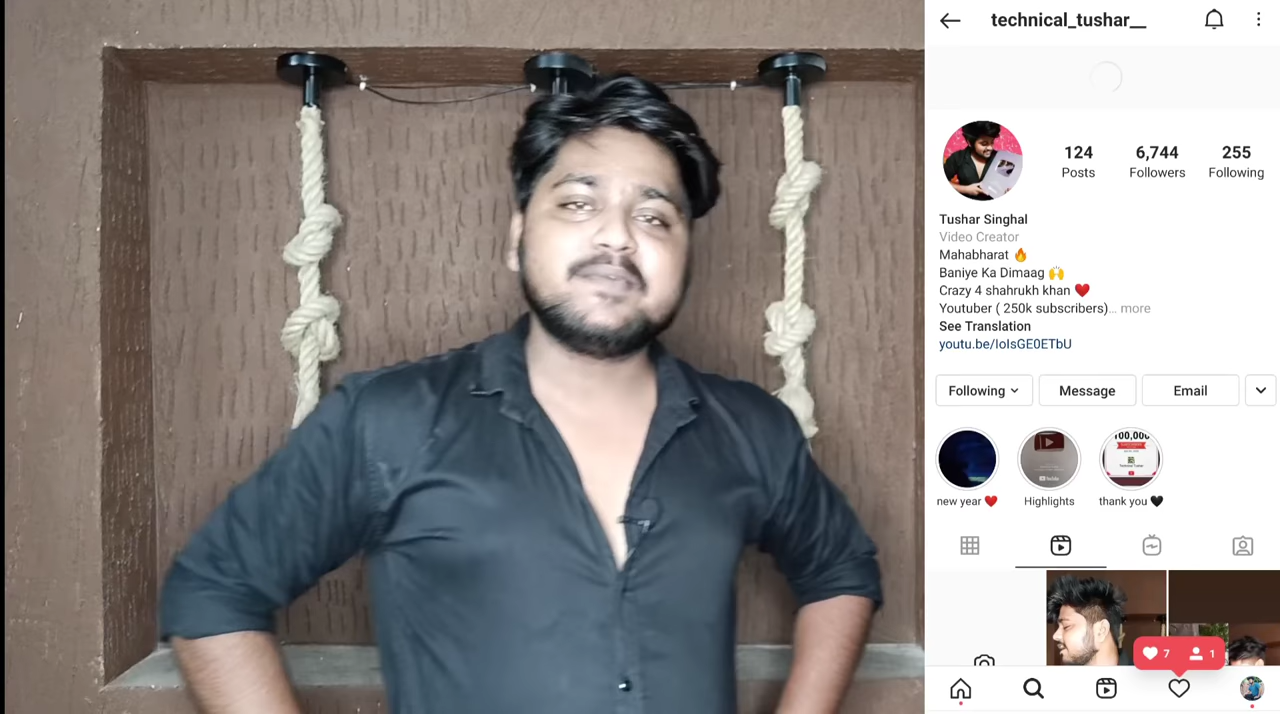 technical_tushar__
124
6,744
255
Posts
Followers
Following
Tushar Singhal
Video Creator
Mahabharat 🔥
Baniye Ka Dimaag 🙌
Crazy 4 shahrukh khan ❤️
Youtuber ( 250k subscribers)... more
See Translation
youtu.be/IoIsGE0ETbU
Following
Message
Email
new year ❤️
Highlights
thank you 🖤
7
1